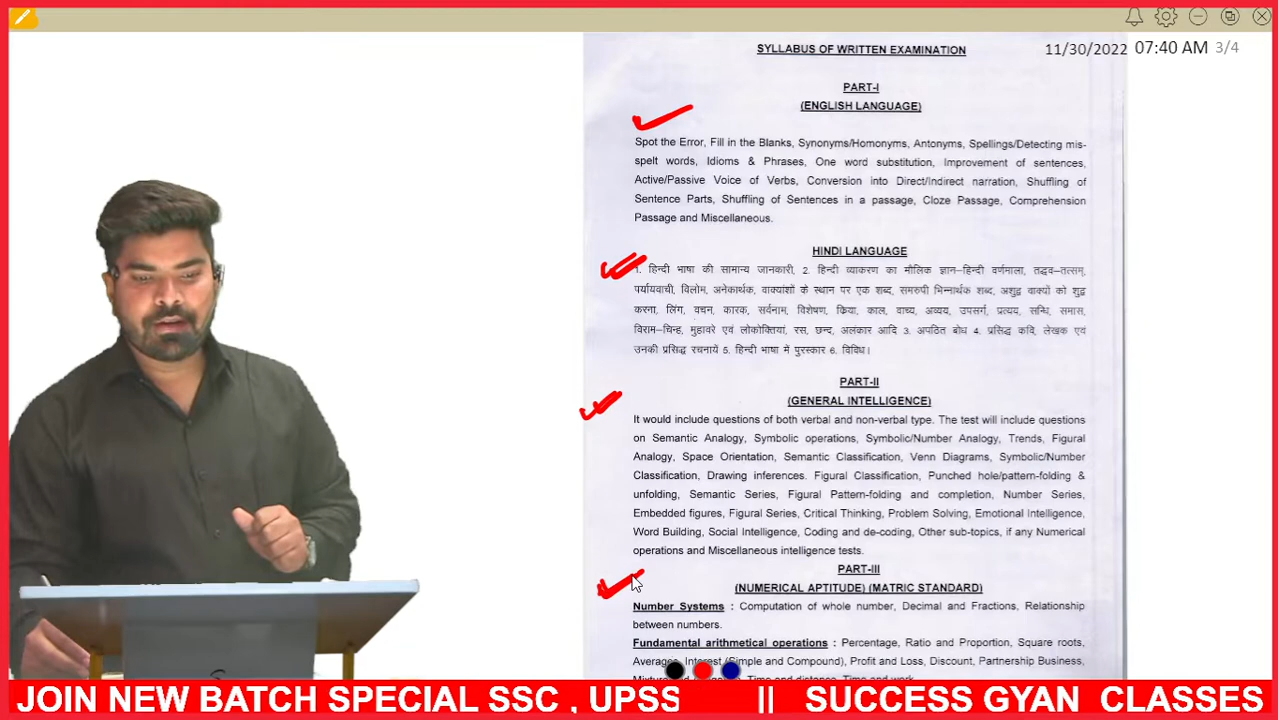 11/30/2022 07:40 AM 3/4
SYLLABUS OF WRITTEN EXAMINATION
PART-I
(ENGLISH LANGUAGE)
Spot the Error, Fill in the Blanks, Synonyms/Homonyms, Antonyms, Spellings/Detecting mis-
spelt words, Idioms & Phrases, One word substitution, Improvement of sentences,
Active/Passive Voice of Verbs, Conversion into Direct/Indirect narration, Shuffling of
Sentence Parts, Shuffling of Sentences in a passage, Cloze Passage, Comprehension
Passage and Miscellaneous.
HINDI LANGUAGE
1. हिन्दी भाषा की सामान्य जानकारी, 2. हिन्दी व्याकरण का मौलिक ज्ञान–हिन्दी वर्णमाला, तद्भव–तत्सम,
पर्यायवाची, विलोम, अनेकार्थक, वाक्यांशों के स्थान पर एक शब्द, समरुपी भिन्नार्थक शब्द, अशुद्व वाक्यों को शुद्व
करना, लिंग, वचन, कारक, सर्वनाम, विशेषण, क्रिया, काल, वाच्य, अव्यय, उपसर्ग, प्रत्यय, सन्धि, समास,
विराम–चिन्ह, मुहावरे एवं लोकोक्तियां, रस, छन्द, अलंकार आदि 3. अपठित बोध 4. प्रसिद्व कवि, लेखक एवं
उनकी प्रसिद्व रचनायें 5. हिन्दी भाषा में पुरस्कार 6. विविध।
PART-II
(GENERAL INTELLIGENCE)
It would include questions of both verbal and non-verbal type. The test will include questions
on Semantic Analogy, Symbolic operations, Symbolic/Number Analogy, Trends, Figural
Analogy, Space Orientation, Semantic Classification, Venn Diagrams, Symbolic/Number
Classification, Drawing inferences. Figural Classification, Punched hole/pattern-folding &
unfolding, Semantic Series, Figural Pattern-folding and completion, Number Series,
Embedded figures, Figural Series, Critical Thinking, Problem Solving, Emotional Intelligence,
Word Building, Social Intelligence, Coding and de-coding, Other sub-topics, if any Numerical
operations and Miscellaneous intelligence tests.
PART-III
(NUMERICAL APTITUDE) (MATRIC STANDARD)
Number Systems : Computation of whole number, Decimal and Fractions, Relationship
between numbers.
Fundamental arithmetical operations : Percentage, Ratio and Proportion, Square roots,
Averages, Interest (Simple and Compound), Profit and Loss, Discount, Partnership Business,
JOIN NEW BATCH SPECIAL SSC , UPSS || SUCCESS GYAN CLASSES